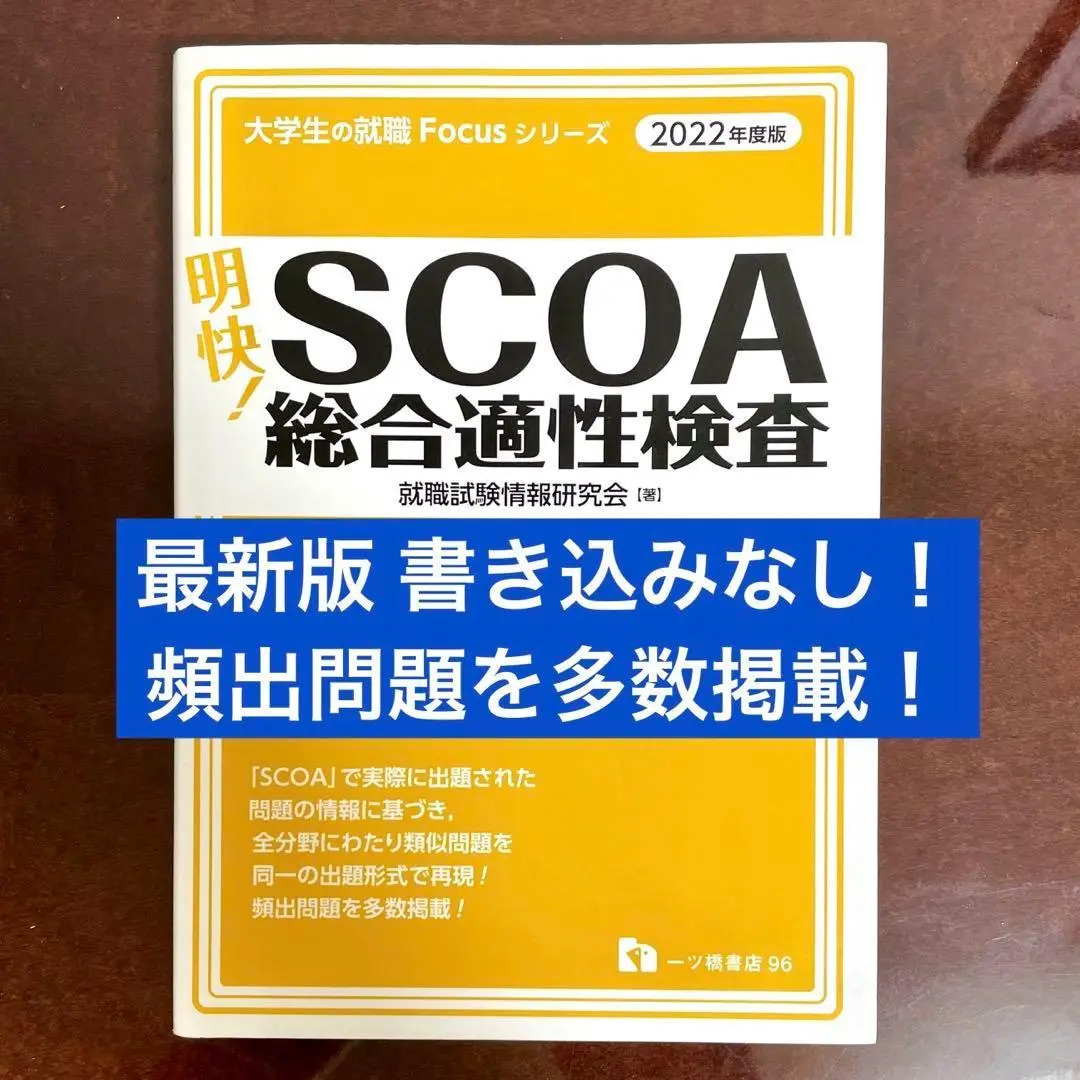 大学生の就職 Focus シリーズ 2022年度版
明快!
SCOA
総合適性検査
就職試験情報研究会【著】
最新版 書き込みなし！
頻出問題を多数掲載！
「SCOA」で実際に出題された
問題の情報に基づき,
全分野にわたり類似問題を
同一の出題形式で再現!
頻出問題を多数掲載!
一ツ橋書店 96